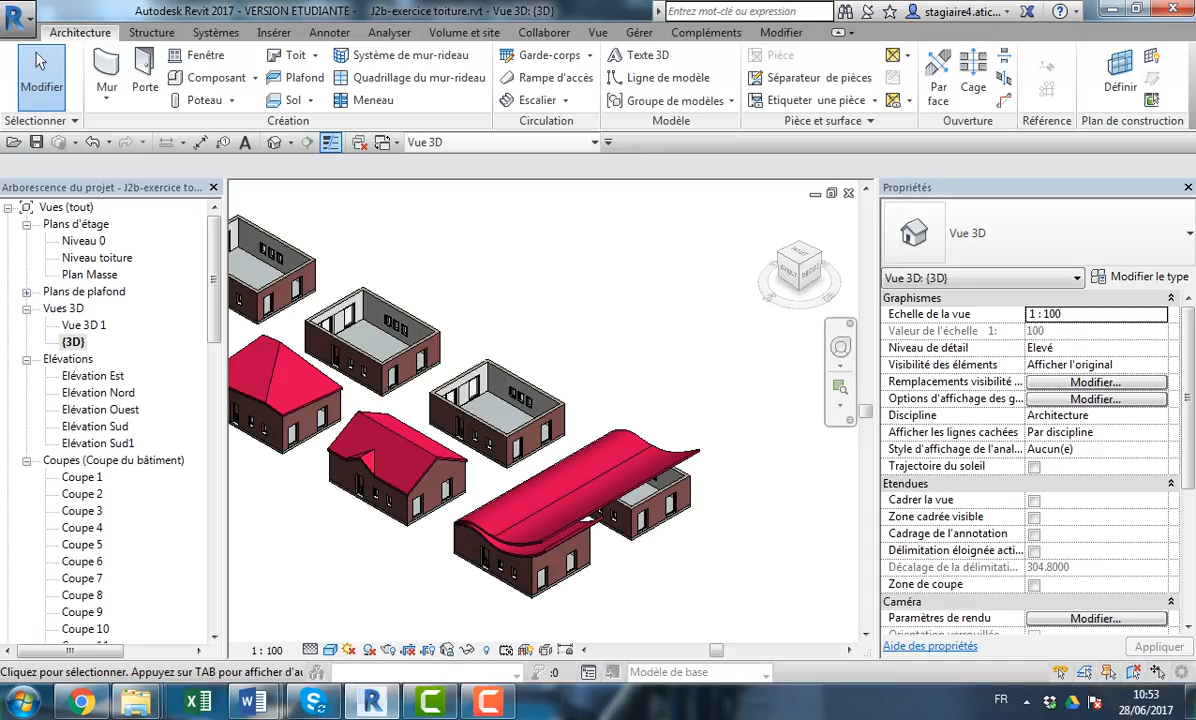 Autodesk Revit 2017 - VERSION ETUDIANTE - J2b-exercice toiture.rvt - Vue 3D: {3D}
Entrez mot-clé ou expression
stagiaire4.atic...
Architecture Structure Systèmes Insérer Annoter Analyser Volume et site Collaborer Vue Gérer Compléments Modifier
Modifier
Mur
Porte
Fenêtre
Composant
Poteau
Toit
Plafond
Sol
Système de mur-rideau
Quadrillage du mur-rideau
Meneau
Garde-corps
Rampe d'accès
Escalier
Texte 3D
Ligne de modèle
Groupe de modèles
Pièce
Séparateur de pièces
Etiqueter une pièce
Par
face
Cage
Définir
Sélectionner
Création
Circulation
Modèle
Pièce et surface
Ouverture
Référence
Plan de construction
A
Vue 3D
Arborescence du projet - J2b-exercice to...
Vues (tout)
Plans d'étage
Niveau 0
Niveau toiture
Plan Masse
Plans de plafond
Vues 3D
Vue 3D 1
{3D}
Elévations
Elévation Est
Elévation Nord
Elévation Ouest
Elévation Sud
Elévation Sud1
Coupes (Coupe du bâtiment)
Coupe 1
Coupe 2
Coupe 3
Coupe 4
Coupe 5
Coupe 6
Coupe 7
Coupe 8
Coupe 9
Coupe 10
1 : 100
Propriétés
Vue 3D
Vue 3D: {3D}
Modifier le type
Graphismes
Echelle de la vue 1 : 100
Valeur de l'échelle 1: 100
Niveau de détail Elevé
Visibilité des éléments Afficher l'original
Remplacements visibilité ... Modifier...
Options d'affichage des g... Modifier...
Discipline Architecture
Afficher les lignes cachées Par discipline
Style d'affichage de l'anal... Aucun(e)
Trajectoire du soleil
Etendues
Cadrer la vue
Zone cadrée visible
Cadrage de l'annotation
Délimitation éloignée acti...
Décalage de la délimitati... 304.8000
Zone de coupe
Caméra
Paramètres de rendu Modifier...
Aide des propriétés
Appliquer
Cliquez pour sélectionner. Appuyez sur TAB pour afficher d'au
:0
Modèle de base
FR
10:53
28/06/2017